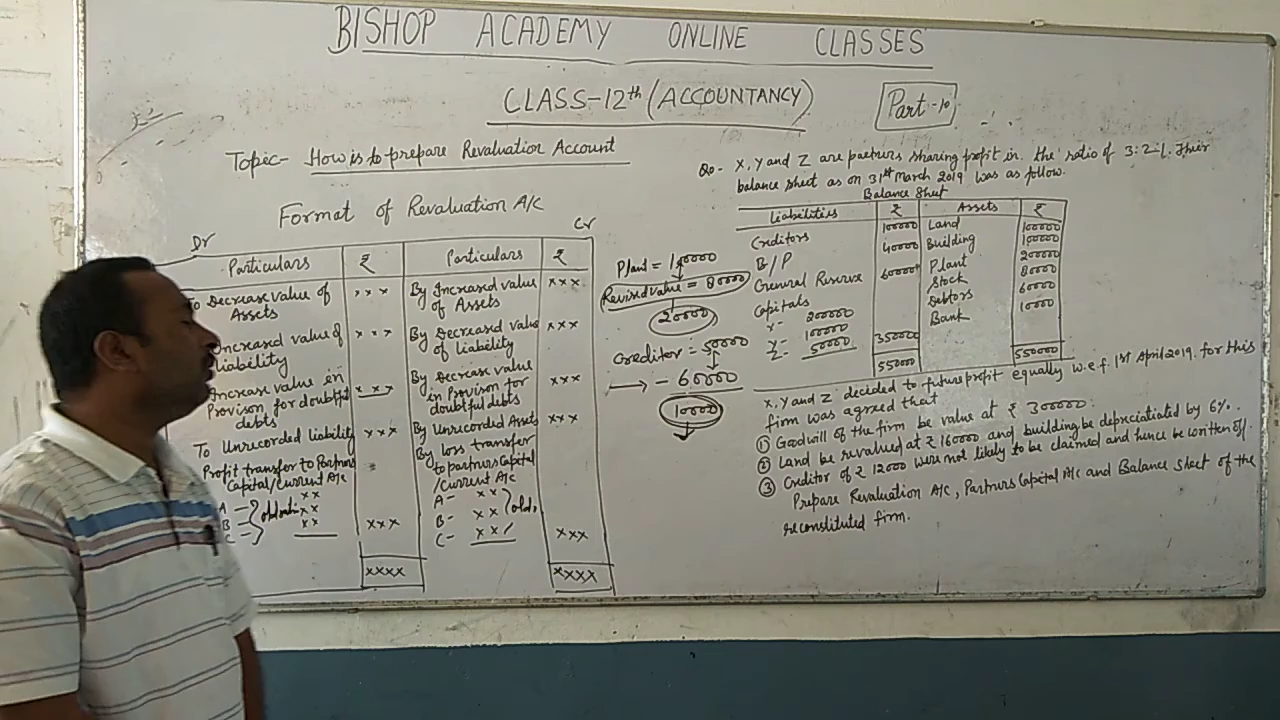 BISHOP ACADEMY ONLINE CLASSES
CLASS-12th (ACCOUNTANCY)
Part-10
Topic- How is to prepare Revaluation Account
Format of Revaluation A/C
Dr Cr
Particulars ₹ Particulars ₹
To Decrease value of Assets xxx
Increased value of liability xxx
Increase value in Provison for doubtful debts xxx
To Unrecorded liability xxx
Profit transfer to Partners Capital/current A/c
A - xx
B - xx
C - xx
old ratio
xxx
xxxx
By Increased value of Assets xxx
By Decreased value of liability xxx
By Decrease value in Provison for doubtful debts xxx
By Unrecorded Assets xxx
By Loss transfer to partners capital /current A/c
A- xx
B- xx
C- xx
old
xxx
xxxx
Plant = 100000
Revised value = 80000
20000
Creditor = 50000
- 60000
10000
Qo- X, Y and Z are partners sharing profit in the ratio of 3:2:1. Their
balance sheet as on 31st March 2019 was as follow.
Balance Sheet
Liabilities ₹ Assets ₹
Creditors 100000
B/P 40000
General Reserve 60000
Capitals
X- 200000
Y- 100000
Z- 50000
350000
550000
Land 100000
Building 100000
Plant 200000
Stock 80000
Debtors 60000
Bank 10000
550000
X, Y and Z decided to future profit equally w.e.f. 1st April 2019. for this
firm was agreed that
① Goodwill of the firm be value at ₹ 300000.
② Land be revalued at ₹ 160000 and building be depreciatiated by 6%.
③ Creditor of ₹ 12000 were not likely to be claimed and hence be written off.
Prepare Revaluation A/c, Partners Capital A/c and Balance Sheet of the
reconstituted firm.